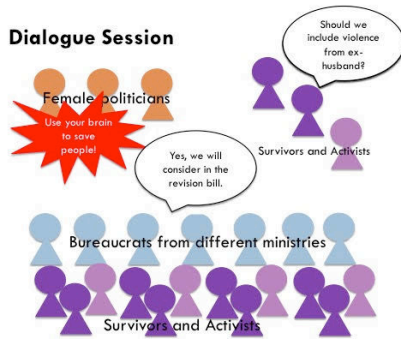 Dialogue Session
Should we
include violence
from ex-
husband?
Female politicians
Use your brain
to save
people!
Survivors and Activists
Yes, we will
consider in the
revision bill.
Bureaucrats from different ministries
Survivors and Activists